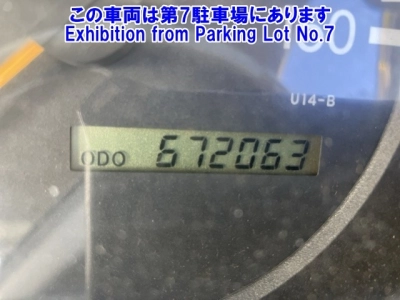 この車両は第7駐車場にあります
Exhibition from Parking Lot No.7
U14-B
ODO 672063